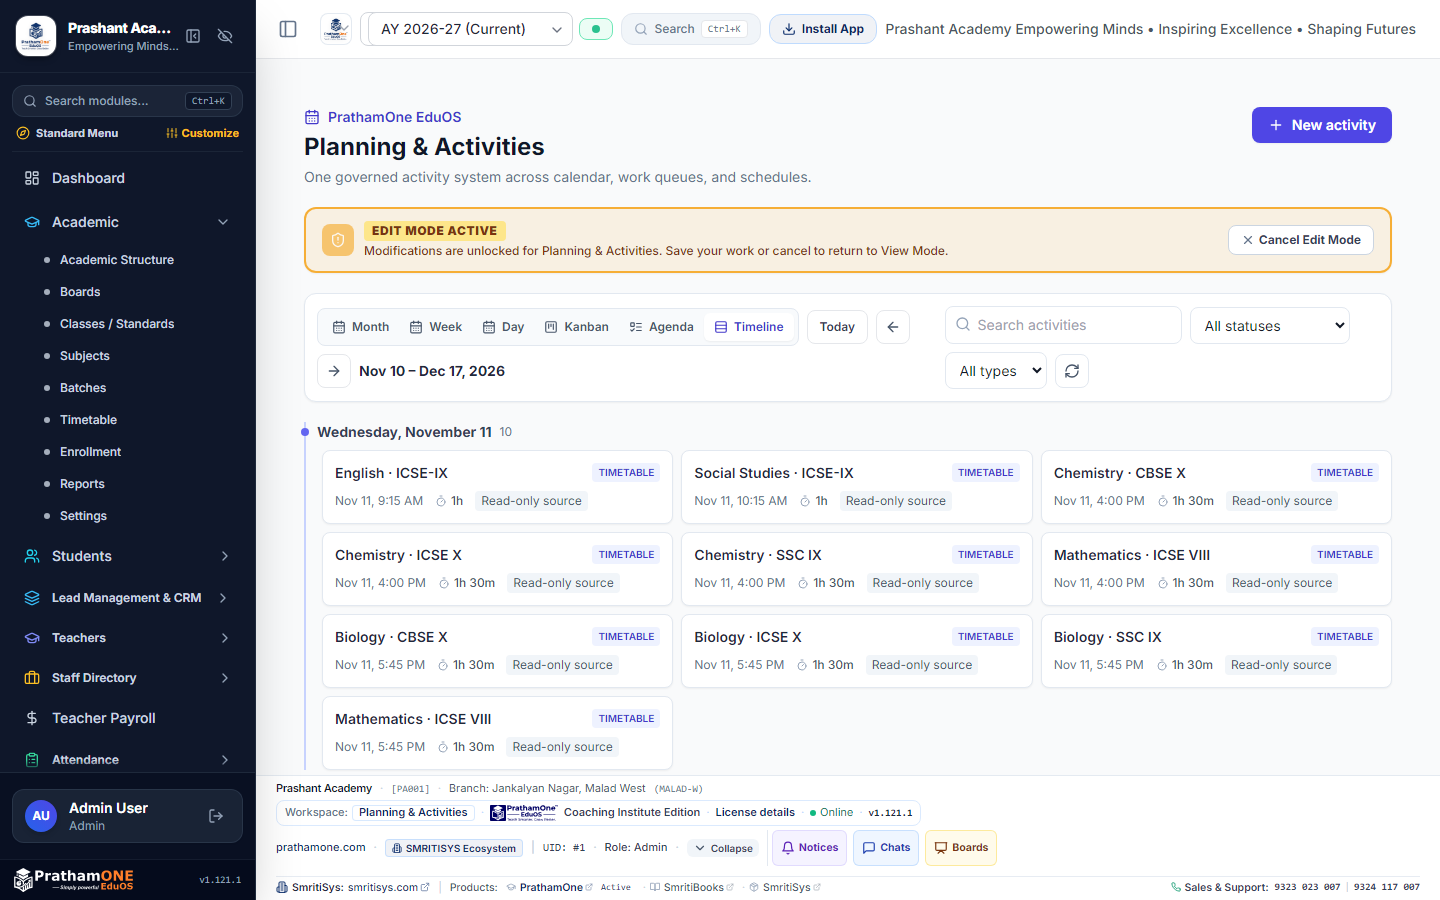 Prashant Aca...
Empowering Minds...
Search modules... Ctrl+K
Standard Menu Customize
Dashboard
Academic
Academic Structure
Boards
Classes / Standards
Subjects
Batches
Timetable
Enrollment
Reports
Settings
Students
Lead Management & CRM
Teachers
Staff Directory
Teacher Payroll
Attendance
AU Admin User
Admin
PrathamONE
Simply powerful EduOS
v1.121.1
AY 2026-27 (Current)
Search Ctrl+K
Install App
Prashant Academy Empowering Minds • Inspiring Excellence • Shaping Futures
PrathamOne EduOS
Planning & Activities
One governed activity system across calendar, work queues, and schedules.
New activity
EDIT MODE ACTIVE
Modifications are unlocked for Planning & Activities. Save your work or cancel to return to View Mode.
Cancel Edit Mode
Month Week Day Kanban Agenda Timeline Today
Search activities All statuses
Nov 10 – Dec 17, 2026
All types
Wednesday, November 11 10
English · ICSE-IX TIMETABLE
Nov 11, 9:15 AM 1h Read-only source
Social Studies · ICSE-IX TIMETABLE
Nov 11, 10:15 AM 1h Read-only source
Chemistry · CBSE X TIMETABLE
Nov 11, 4:00 PM 1h 30m Read-only source
Chemistry · ICSE X TIMETABLE
Nov 11, 4:00 PM 1h 30m Read-only source
Chemistry · SSC IX TIMETABLE
Nov 11, 4:00 PM 1h 30m Read-only source
Mathematics · ICSE VIII TIMETABLE
Nov 11, 4:00 PM 1h 30m Read-only source
Biology · CBSE X TIMETABLE
Nov 11, 5:45 PM 1h 30m Read-only source
Biology · ICSE X TIMETABLE
Nov 11, 5:45 PM 1h 30m Read-only source
Biology · SSC IX TIMETABLE
Nov 11, 5:45 PM 1h 30m Read-only source
Mathematics · ICSE VIII TIMETABLE
Nov 11, 5:45 PM 1h 30m Read-only source
Prashant Academy · [PA001] · Branch: Jankalyan Nagar, Malad West (MALAD-W)
Workspace: Planning & Activities · PrathamOne EduOS Coaching Institute Edition · License details · Online · v1.121.1
prathamone.com · SMRITISYS Ecosystem | UID: #1 · Role: Admin · Collapse Notices Chats Boards
SmritiSys: smritisys.com | Products: PrathamOne Active · SmritiBooks · SmritiSys
Sales & Support: 9323 023 007 | 9324 117 007